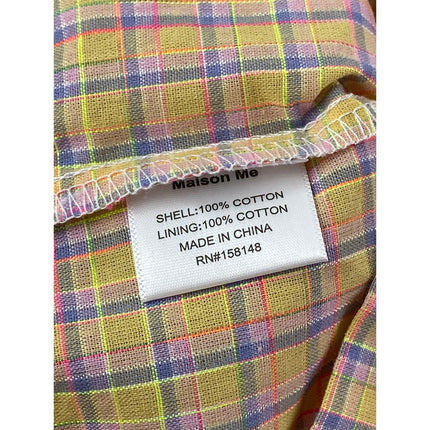 Maison Me
SHELL:100% COTTON
LINING:100% COTTON
MADE IN CHINA
RN#158148